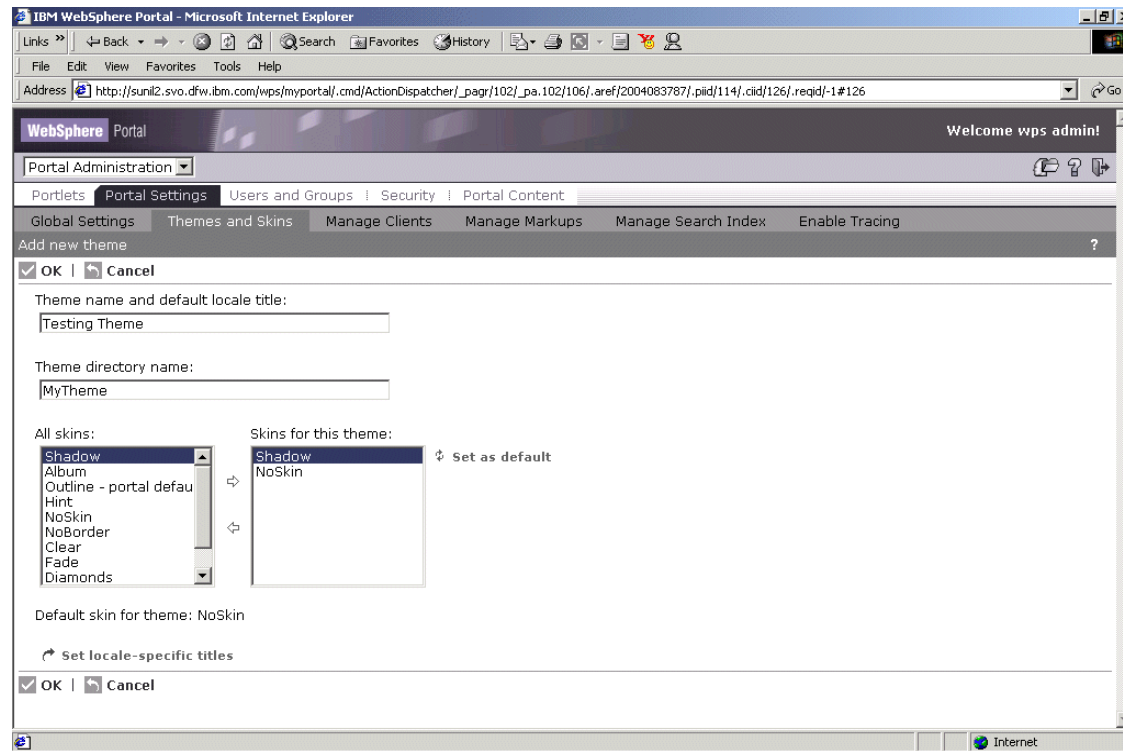 IBM WebSphere Portal - Microsoft Internet Explorer
Links » Back Search Favorites History
File Edit View Favorites Tools Help
Address http://sunil2.svo.dfw.ibm.com/wps/myportal/.cmd/ActionDispatcher/_pagr/102/_pa.102/106/.aref/2004083787/.piid/114/.ciid/126/.reqid/-1#126 Go
WebSphere Portal Welcome wps admin!
Portal Administration ?
Portlets Portal Settings Users and Groups Security Portal Content
Global Settings Themes and Skins Manage Clients Manage Markups Manage Search Index Enable Tracing
Add new theme ?
OK | Cancel
Theme name and default locale title:
Testing Theme
Theme directory name:
MyTheme
All skins: Skins for this theme:
Shadow Shadow Set as default
Album NoSkin
Outline - portal defau
Hint
NoSkin
NoBorder
Clear
Fade
Diamonds
Default skin for theme: NoSkin
Set locale-specific titles
OK | Cancel
Internet